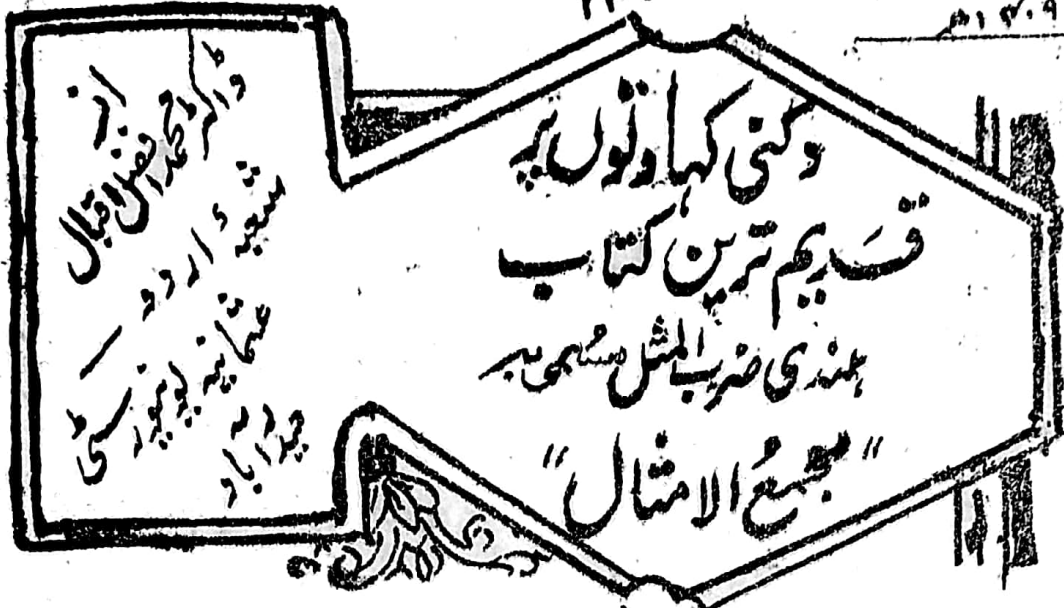 دکنی کہاوتوں پر
قدیم ترین کتاب
ہندی ضرب المثل مسمیٰ بہ
"مجمع الامثال"
از
ڈاکٹر محمد افضل اقبال
شعبۂ اردو
عثمانیہ یونیورسٹی
حیدرآباد